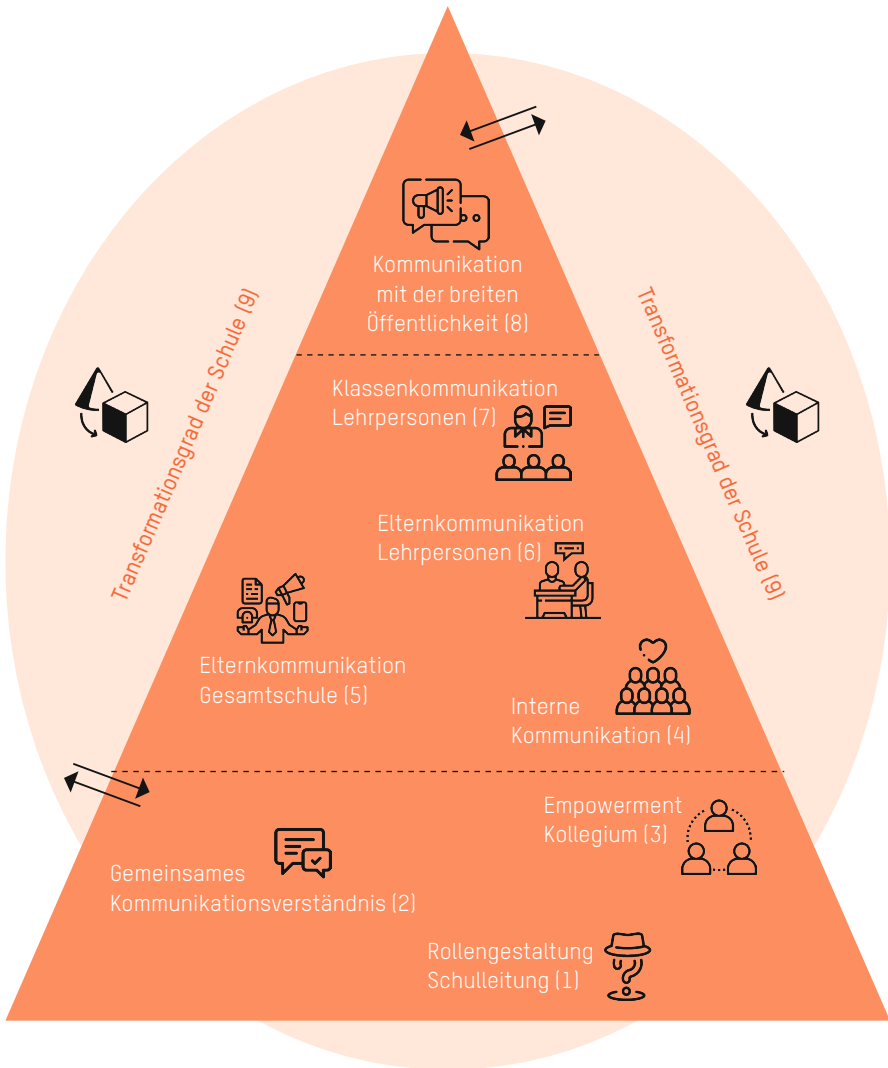 Kommunikation
mit der breiten
Öffentlichkeit (8)
Transformationsgrad der Schule (9)
Transformationsgrad der Schule (9)
Klassenkommunikation
Lehrpersonen (7)
Elternkommunikation
Lehrpersonen (6)
Elternkommunikation
Gesamtschule (5)
Interne
Kommunikation (4)
Empowerment
Kollegium (3)
Gemeinsames
Kommunikationsverständnis (2)
Rollengestaltung
Schulleitung (1)